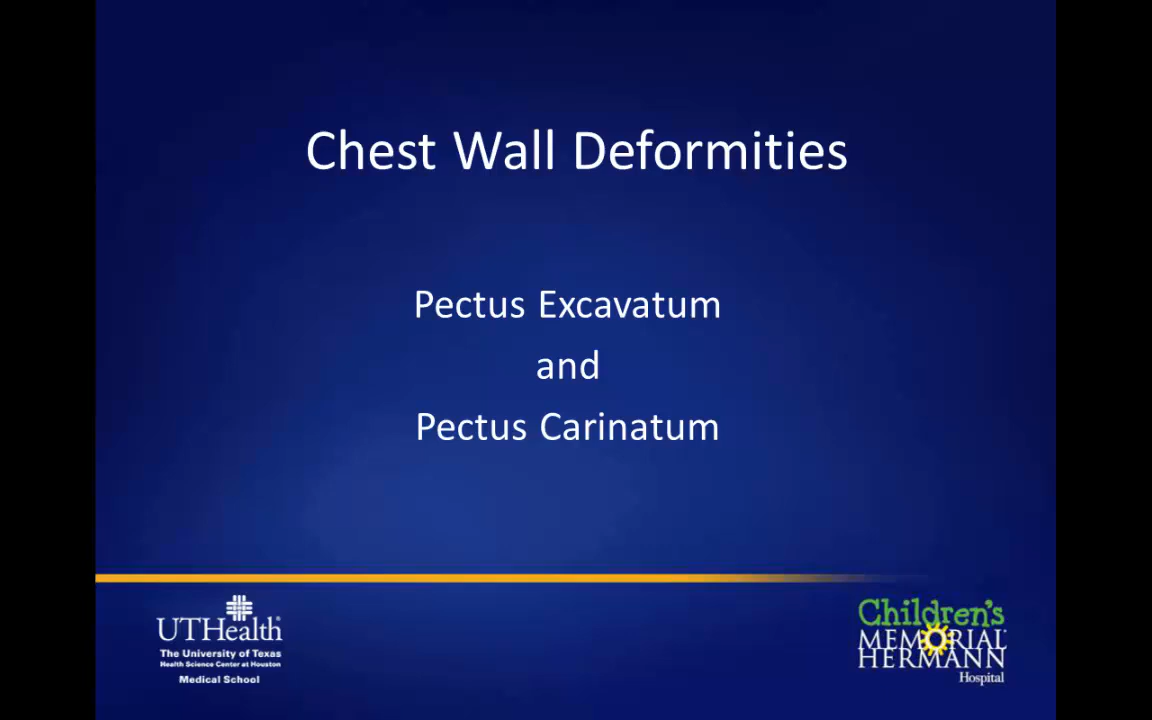 Chest Wall Deformities
Pectus Excavatum
and
Pectus Carinatum
UTHealth®
The University of Texas
Health Science Center at Houston
Medical School
Children's
MEMORIAL
HERMANN
Hospital